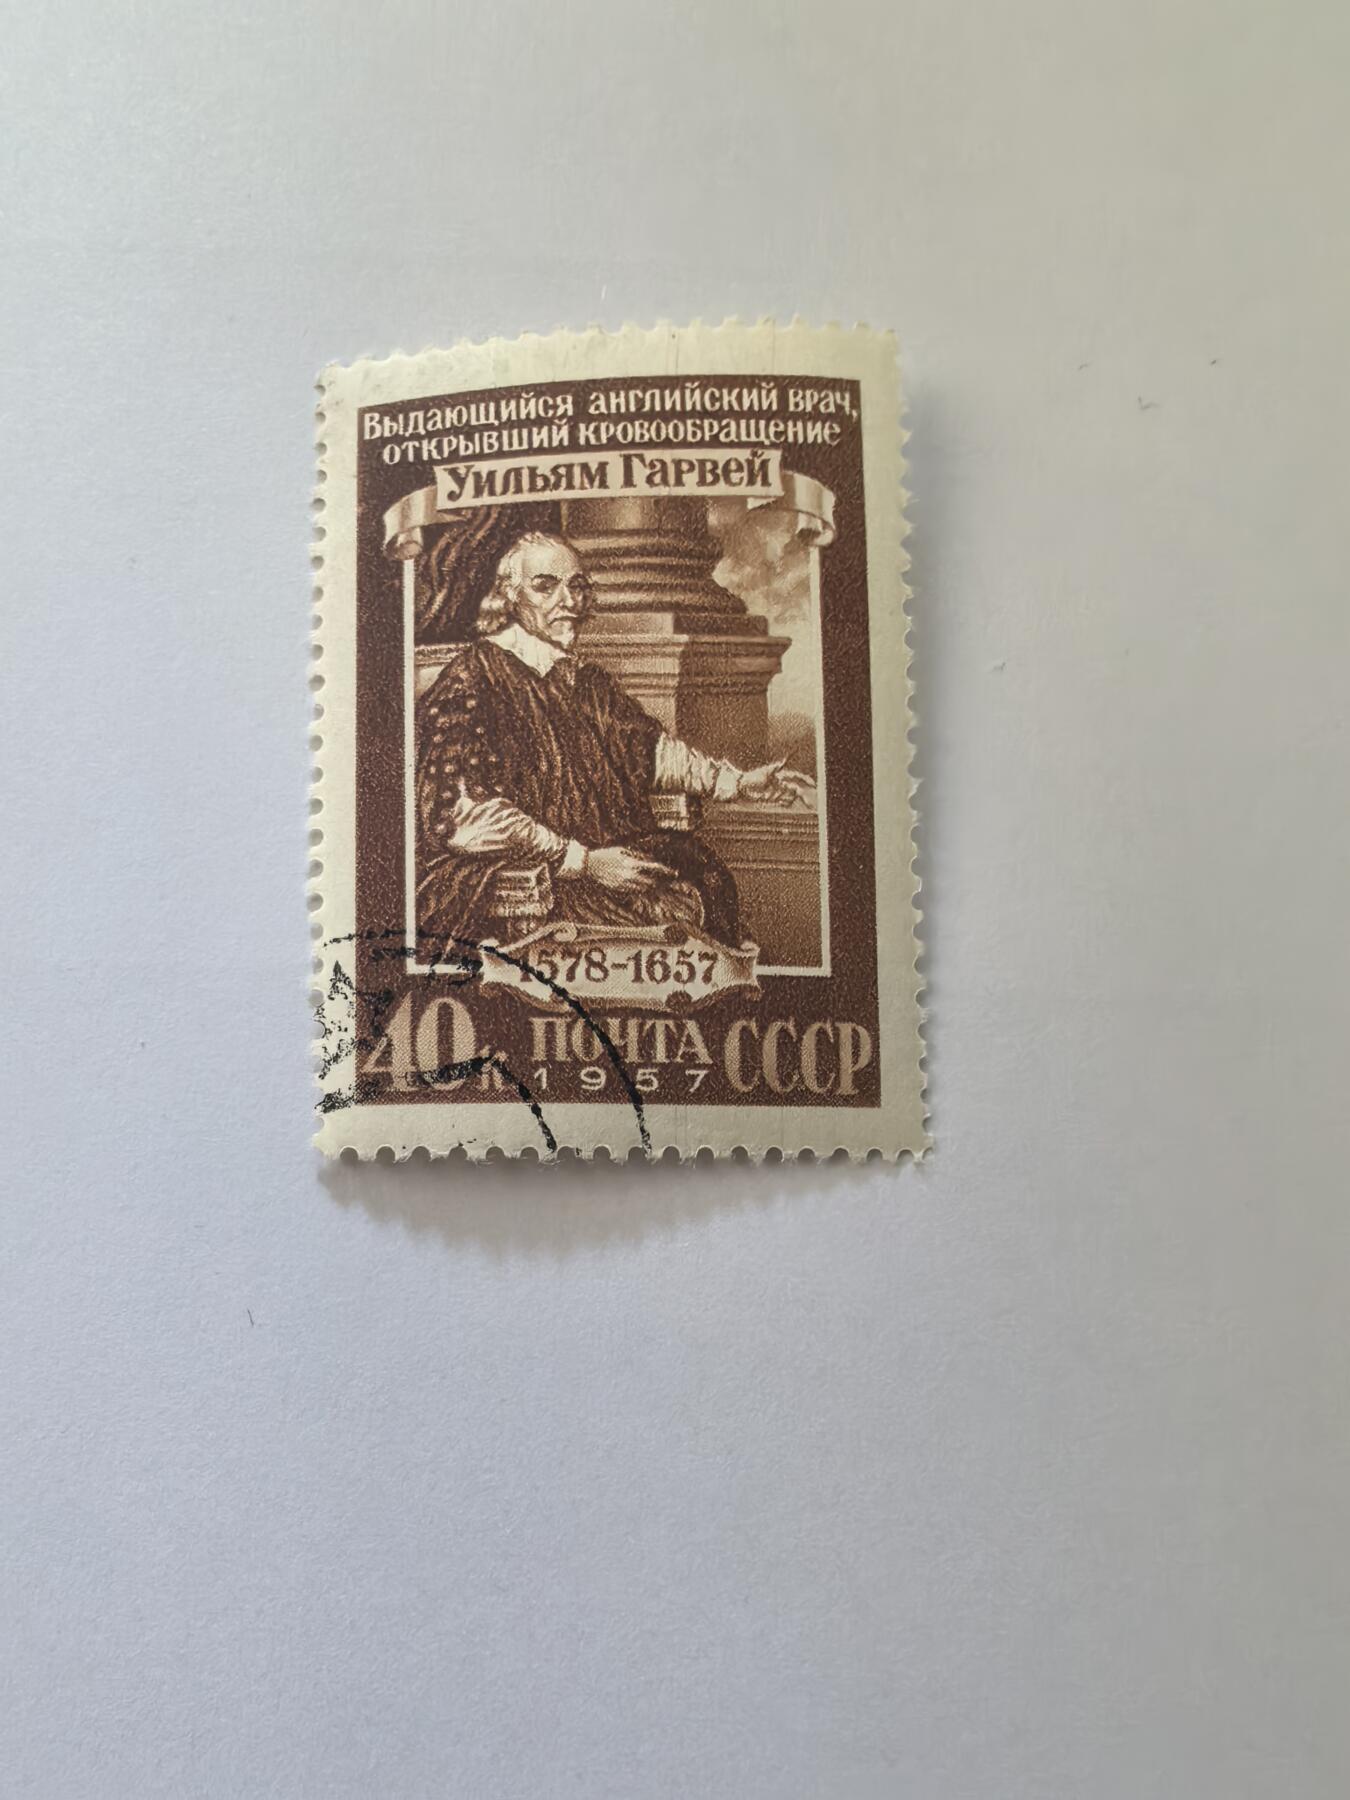 Выдающийся английский врач,
открывший кровообращение
Уильям Гарвей
1578-1657
40 к ПОЧТА СССР
1957